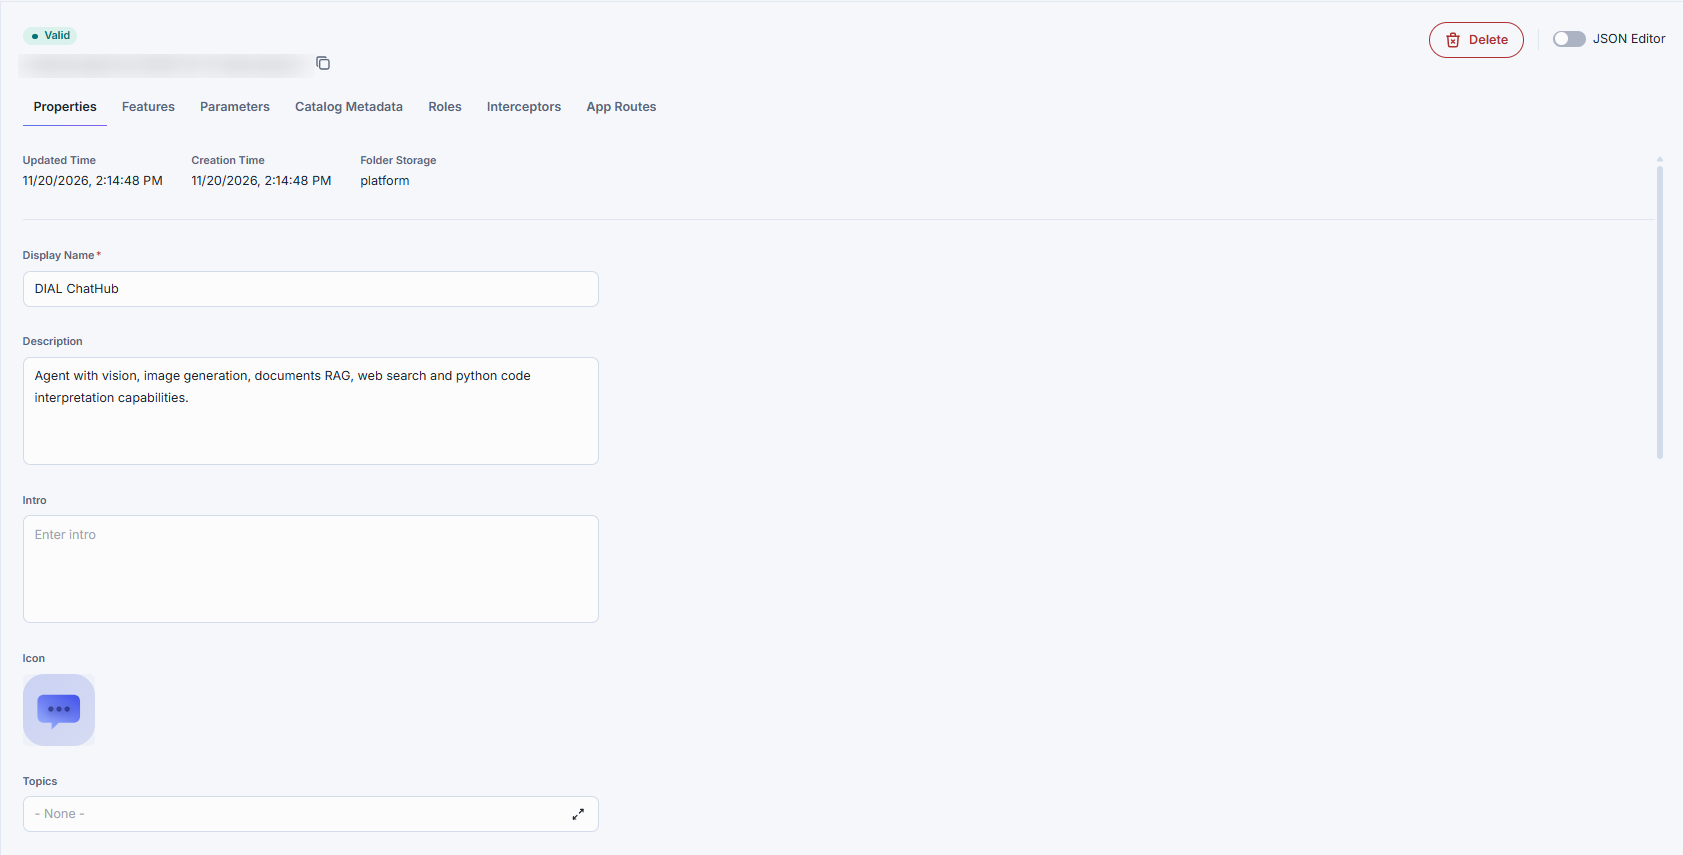 Valid
Delete
JSON Editor
Properties
Features
Parameters
Catalog Metadata
Roles
Interceptors
App Routes
Updated Time
Creation Time
Folder Storage
11/20/2026, 2:14:48 PM
11/20/2026, 2:14:48 PM
platform
Display Name*
DIAL ChatHub
Description
Agent with vision, image generation, documents RAG, web search and python code
interpretation capabilities.
Intro
Enter intro
Icon
Topics
- None -